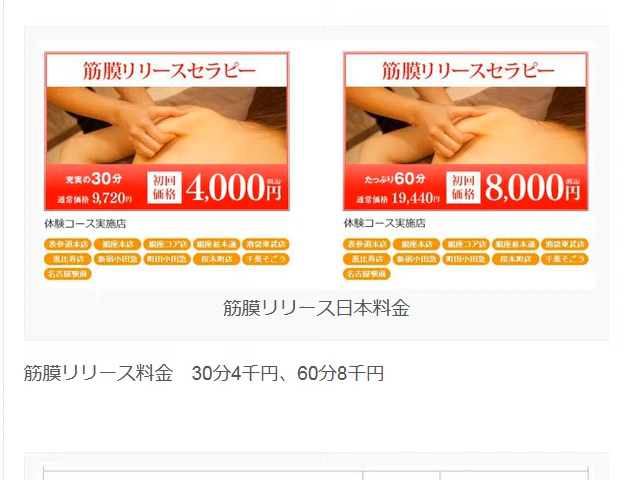 筋膜リリースセラピー
充実の30分
通常価格 9,720円
初回
価格
4,000円
(税込)
体験コース実施店
表参道本店 銀座本店 銀座コア店 銀座並木通 池袋東武店
恵比寿店 新宿小田急 町田小田急 桜木町店 千葉そごう
名古屋駅前
筋膜リリースセラピー
たっぷり60分
通常価格 19,440円
初回
価格
8,000円
(税込)
体験コース実施店
表参道本店 銀座本店 銀座コア店 銀座並木通 池袋東武店
恵比寿店 新宿小田急 町田小田急 桜木町店 千葉そごう
名古屋駅前
筋膜リリース日本料金
筋膜リリース料金　30分4千円、60分8千円